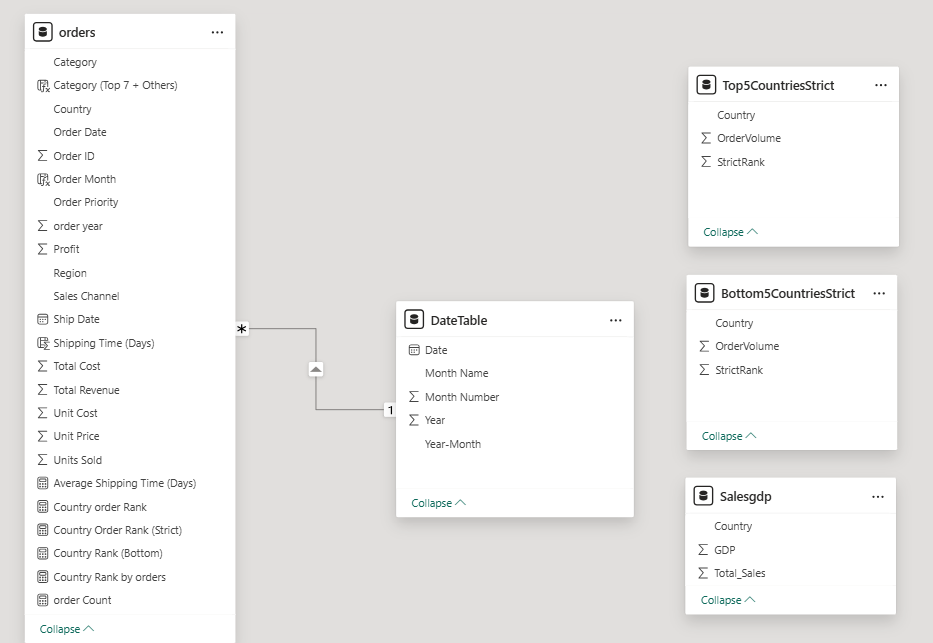 orders
Category
Category (Top 7 + Others)
Country
Order Date
Order ID
Order Month
Order Priority
order year
Profit
Region
Sales Channel
Ship Date
Shipping Time (Days)
Total Cost
Total Revenue
Unit Cost
Unit Price
Units Sold
Average Shipping Time (Days)
Country order Rank
Country Order Rank (Strict)
Country Rank (Bottom)
Country Rank by orders
order Count
Collapse
*
1
DateTable
Date
Month Name
Month Number
Year
Year-Month
Collapse
Top5CountriesStrict
Country
OrderVolume
StrictRank
Collapse
Bottom5CountriesStrict
Country
OrderVolume
StrictRank
Collapse
Salesgdp
Country
GDP
Total_Sales
Collapse